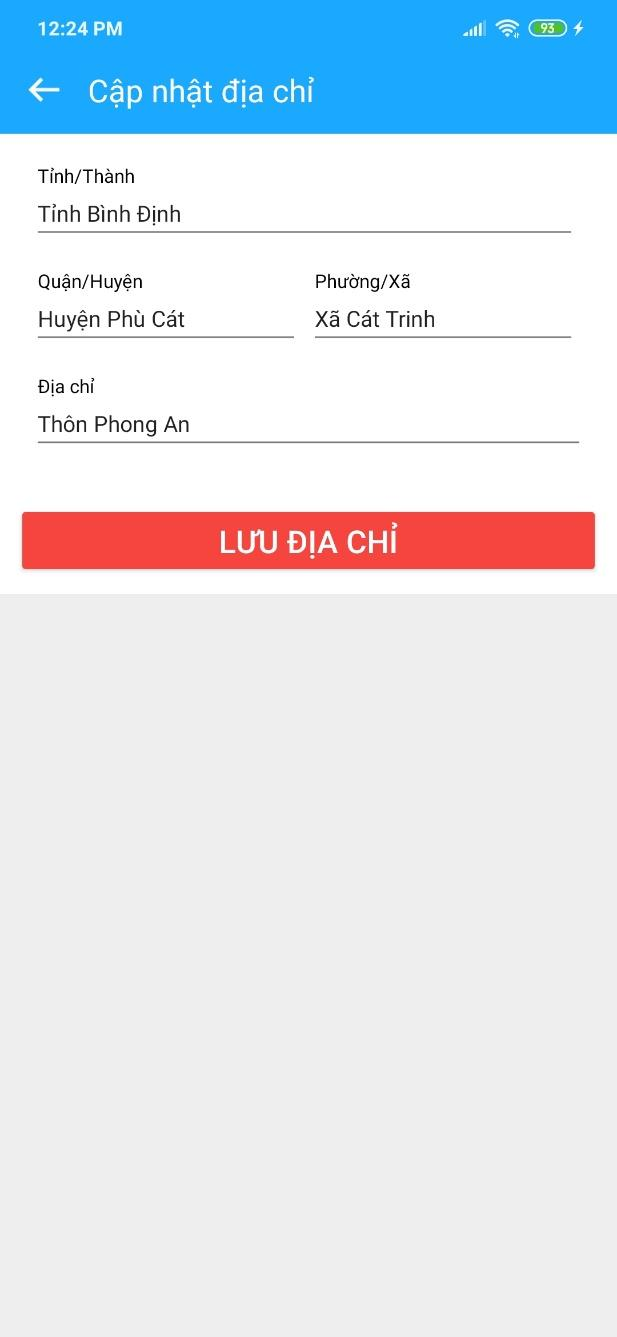 12:24 PM 93
Cập nhật địa chỉ
Tỉnh/Thành
Tỉnh Bình Định
Quận/Huyện Phường/Xã
Huyện Phù Cát Xã Cát Trinh
Địa chỉ
Thôn Phong An
LƯU ĐỊA CHỈ